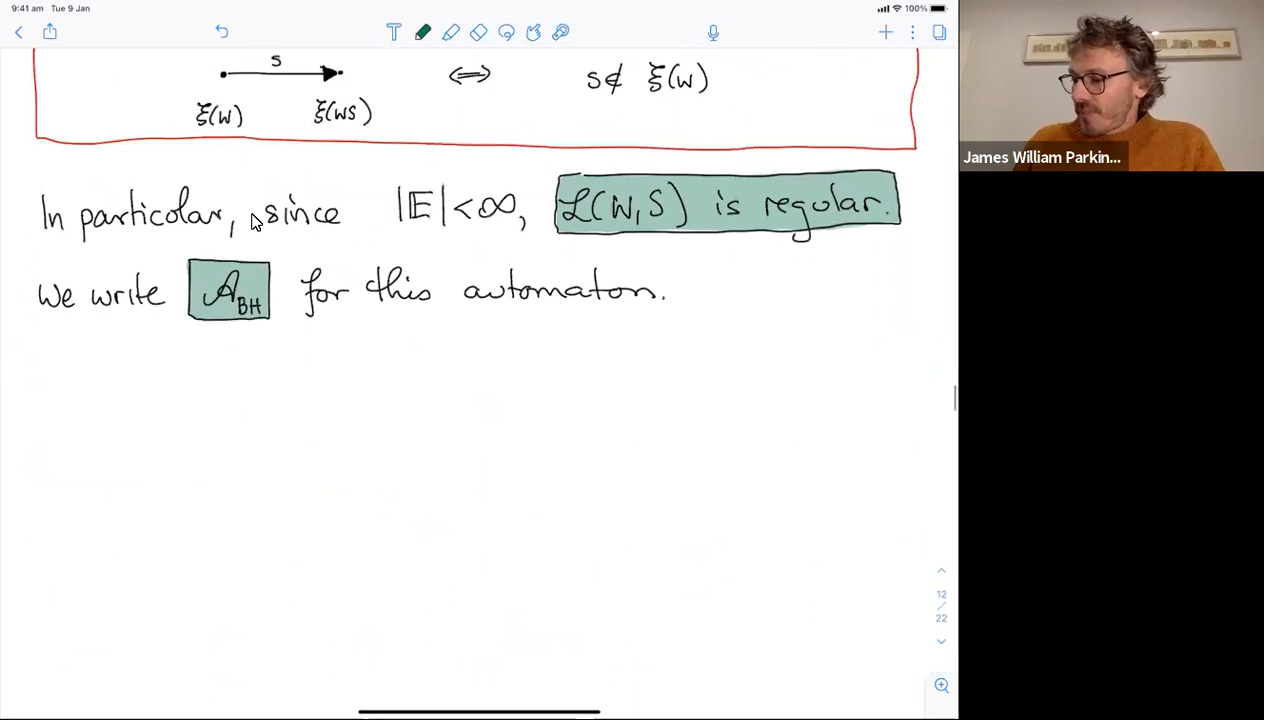 9:41 am Tue 9 Jan
100%
s
ξ(w) ξ(ws) ⟺ s∉ ξ(w)
James William Parkin...
In particular, since |𝔼|<∞, ℒ(W,S) is regular.
We write 𝒜BH for this automaton.
12
/
22